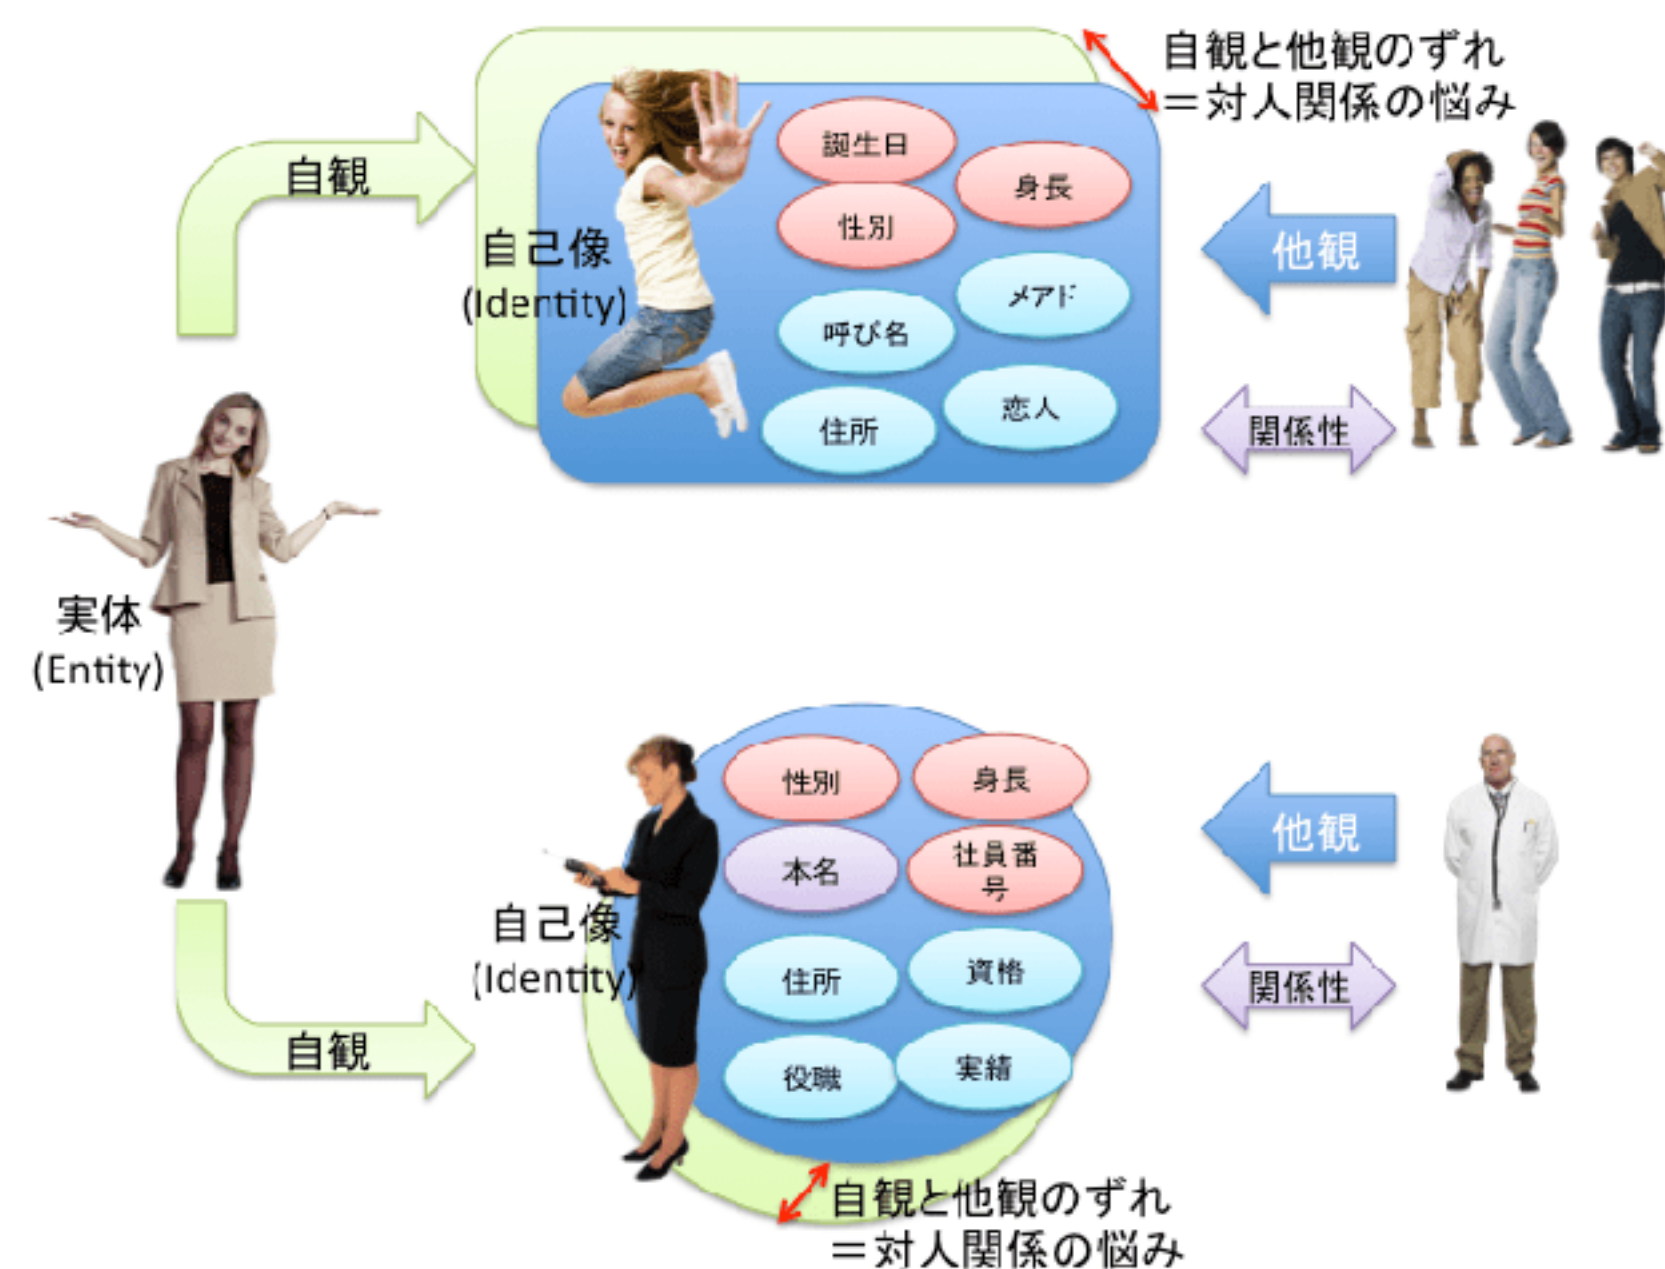 自観と他観のずれ
＝対人関係の悩み
自観
誕生日
身長
性別
他観
自己像
(Identity)
メアド
呼び名
恋人
住所
関係性
実体
(Entity)
性別
身長
本名
社員番
号
他観
自己像
(Identity)
住所
資格
関係性
自観
役職
実績
自観と他観のずれ
＝対人関係の悩み